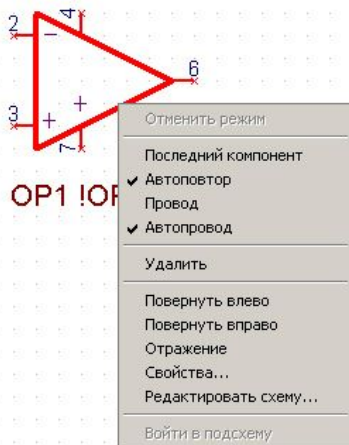 2
4
6
3
7
OP1 !OP
Отменить режим
Последний компонент
Автоповтор
Провод
Автопровод
Удалить
Повернуть влево
Повернуть вправо
Отражение
Свойства...
Редактировать схему...
Войти в подсхему